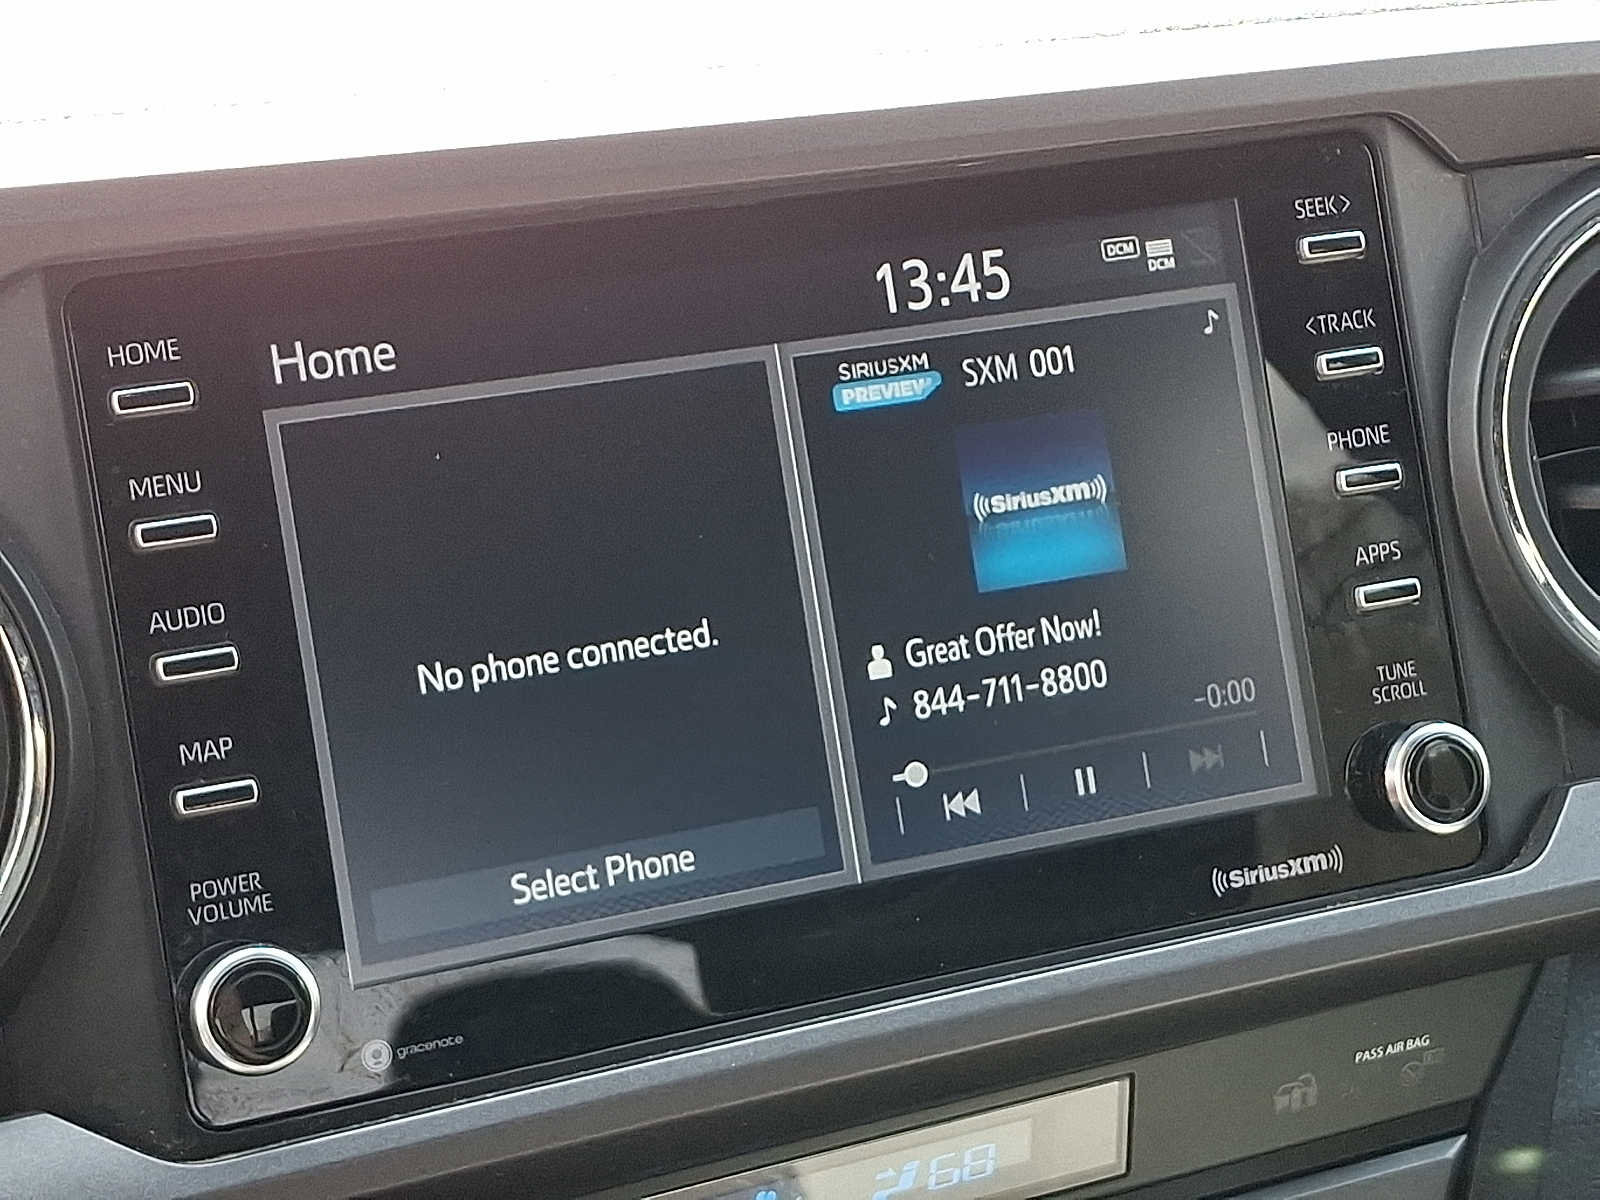 HOME
MENU
AUDIO
MAP
POWER
VOLUME
Home
13:45
DCM
DCM
No phone connected.
Select Phone
SIRIUSXM
PREVIEW
SXM 001
((SiriusXM))
Great Offer Now!
844-711-8800
-0:00
SEEK>
<TRACK
PHONE
APPS
TUNE
SCROLL
((SiriusXM))
gracenote
PASS AIR BAG
68